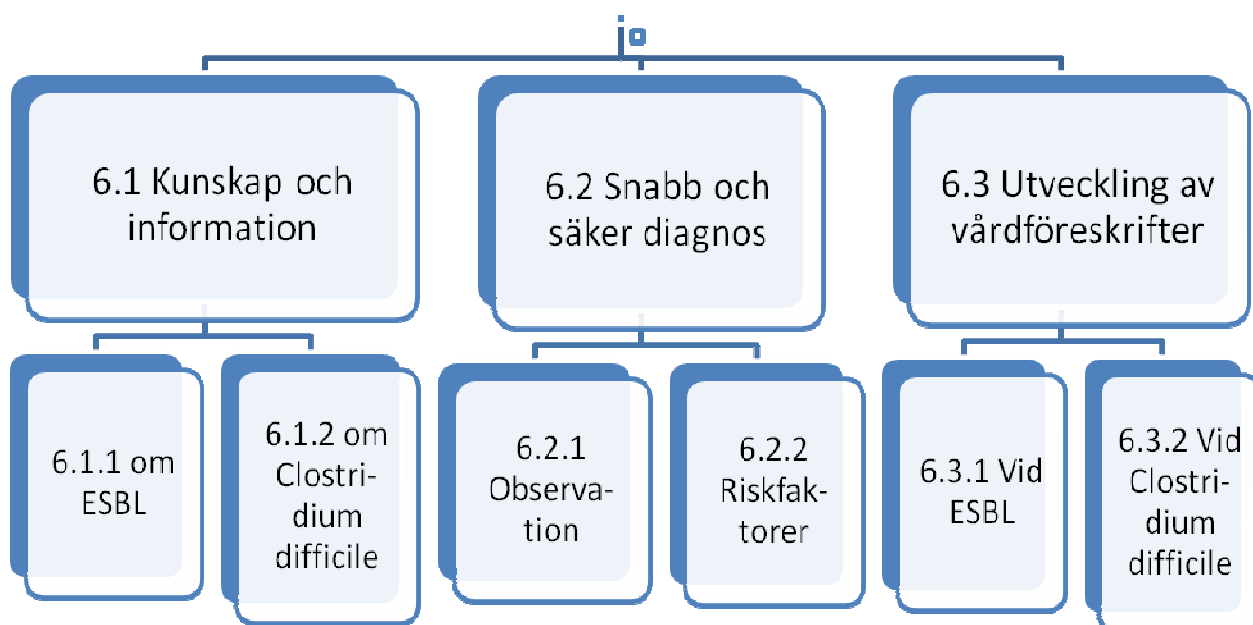 jo
6.1 Kunskap och
information
6.2 Snabb och
säker diagnos
6.3 Utveckling av
vårdföreskrifter
6.1.1 om
ESBL
6.1.2 om
Clostri-
dium
difficile
6.2.1
Observa-
tion
6.2.2
Riskfak-
torer
6.3.1 Vid
ESBL
6.3.2 Vid
Clostri-
dium
difficile